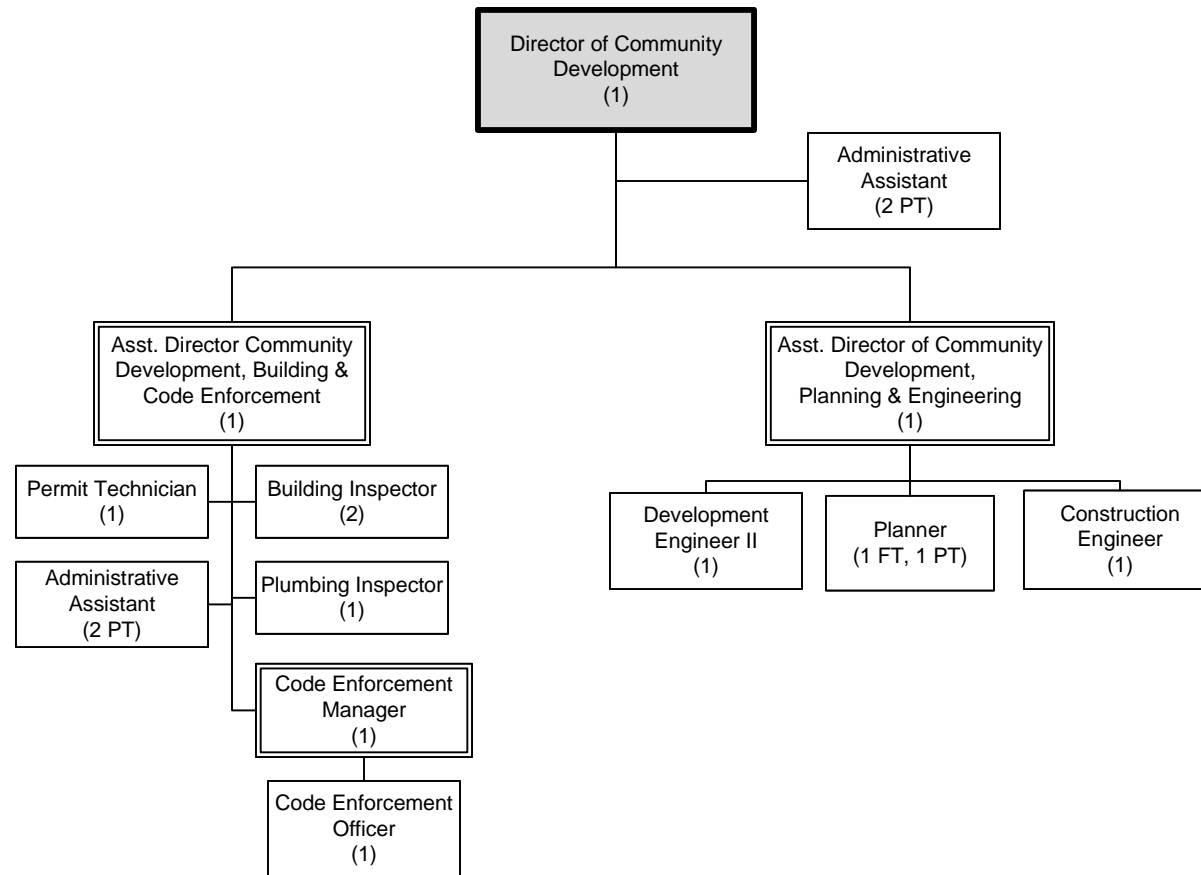 Director of Community
Development
(1)
Administrative
Assistant
(2 PT)
Asst. Director Community
Development, Building &
Code Enforcement
(1)
Asst. Director of Community
Development,
Planning & Engineering
(1)
Permit Technician
(1)
Building Inspector
(2)
Administrative
Assistant
(2 PT)
Plumbing Inspector
(1)
Code Enforcement
Manager
(1)
Code Enforcement
Officer
(1)
Development
Engineer II
(1)
Planner
(1 FT, 1 PT)
Construction
Engineer
(1)